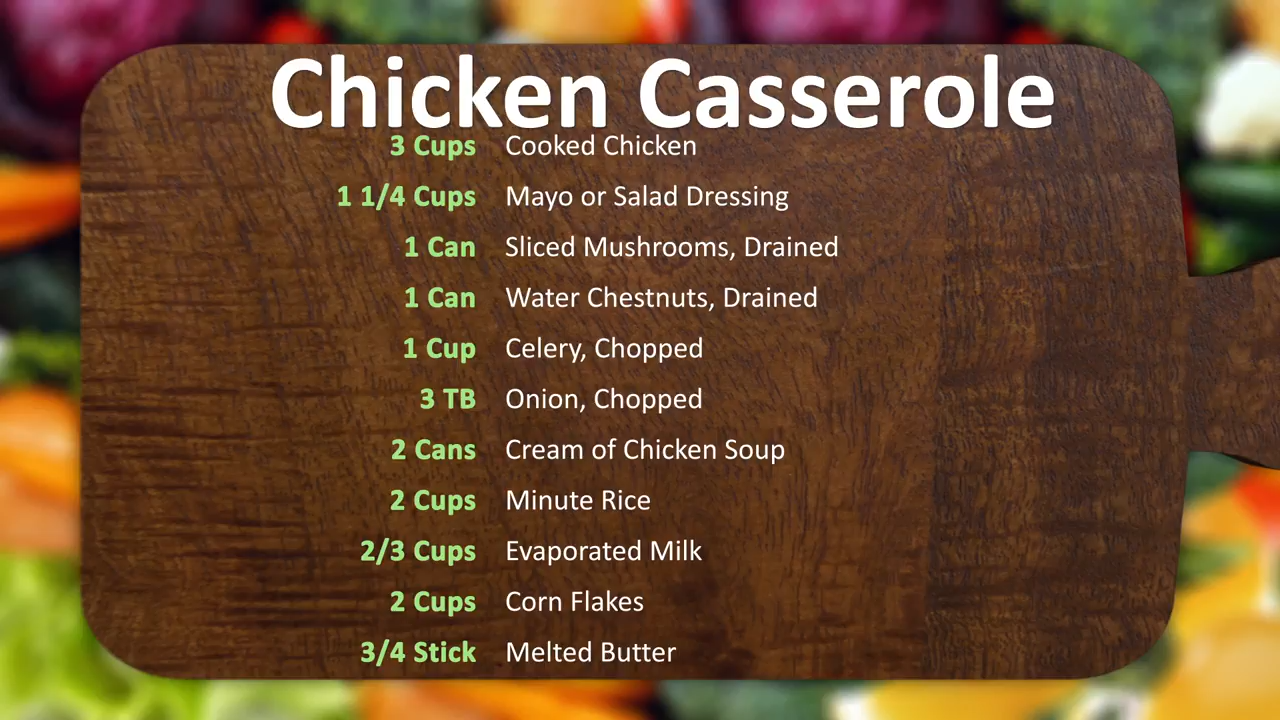 Chicken Casserole
3 Cups Cooked Chicken
1 1/4 Cups Mayo or Salad Dressing
1 Can Sliced Mushrooms, Drained
1 Can Water Chestnuts, Drained
1 Cup Celery, Chopped
3 TB Onion, Chopped
2 Cans Cream of Chicken Soup
2 Cups Minute Rice
2/3 Cups Evaporated Milk
2 Cups Corn Flakes
3/4 Stick Melted Butter